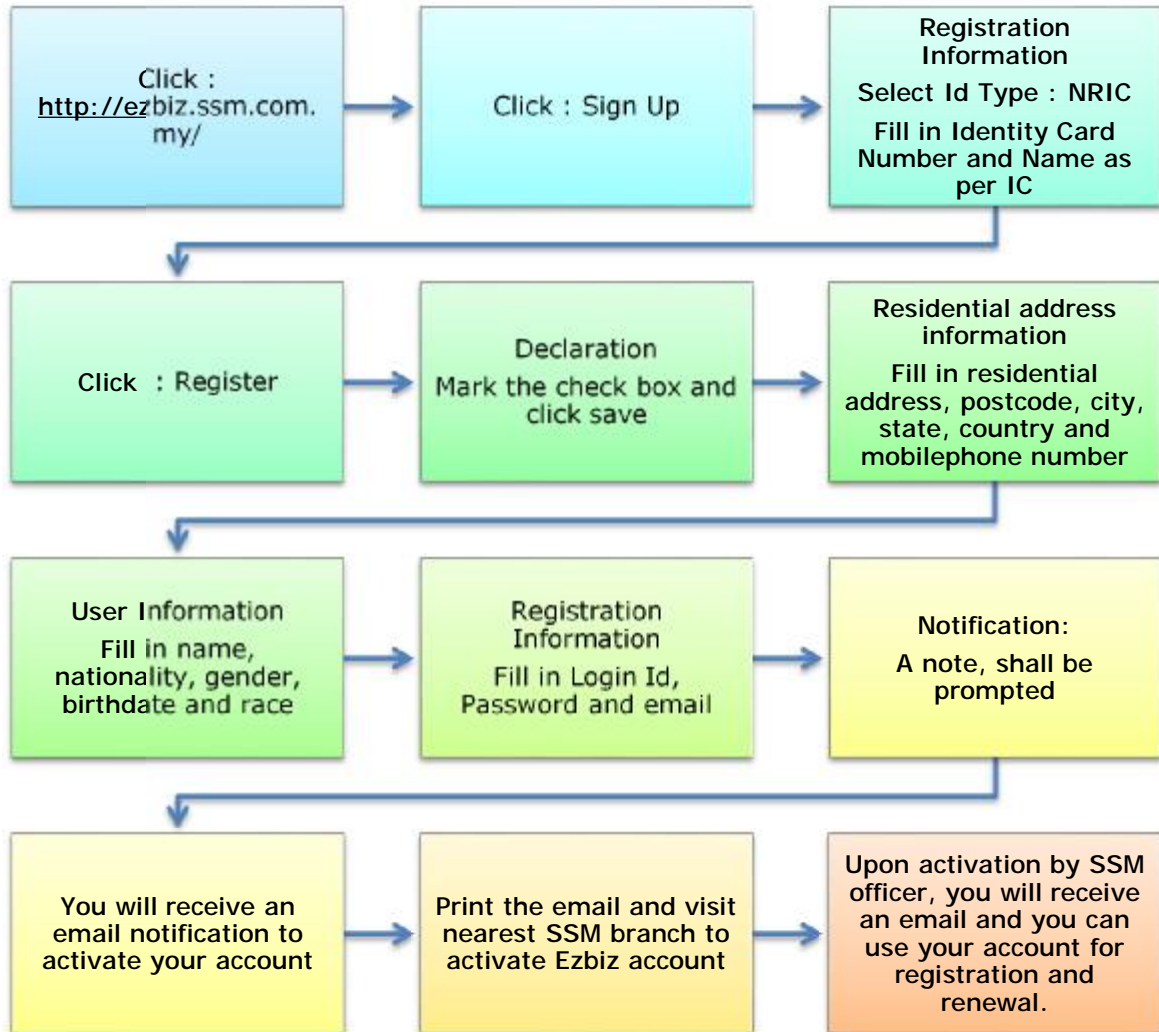 Click :
http://ezbiz.ssm.com.
my/
Click : Sign Up
Registration
Information
Select Id Type : NRIC
Fill in Identity Card
Number and Name as
per IC
Click : Register
Declaration
Mark the check box and
click save
Residential address
information
Fill in residential
address, postcode, city,
state, country and
mobilephone number
User Information
Fill in name,
nationality, gender,
birthdate and race
Registration
Information
Fill in Login Id,
Password and email
Notification:
A note, shall be
prompted
You will receive an
email notification to
activate your account
Print the email and visit
nearest SSM branch to
activate Ezbiz account
Upon activation by SSM
officer, you will receive
an email and you can
use your account for
registration and
renewal.